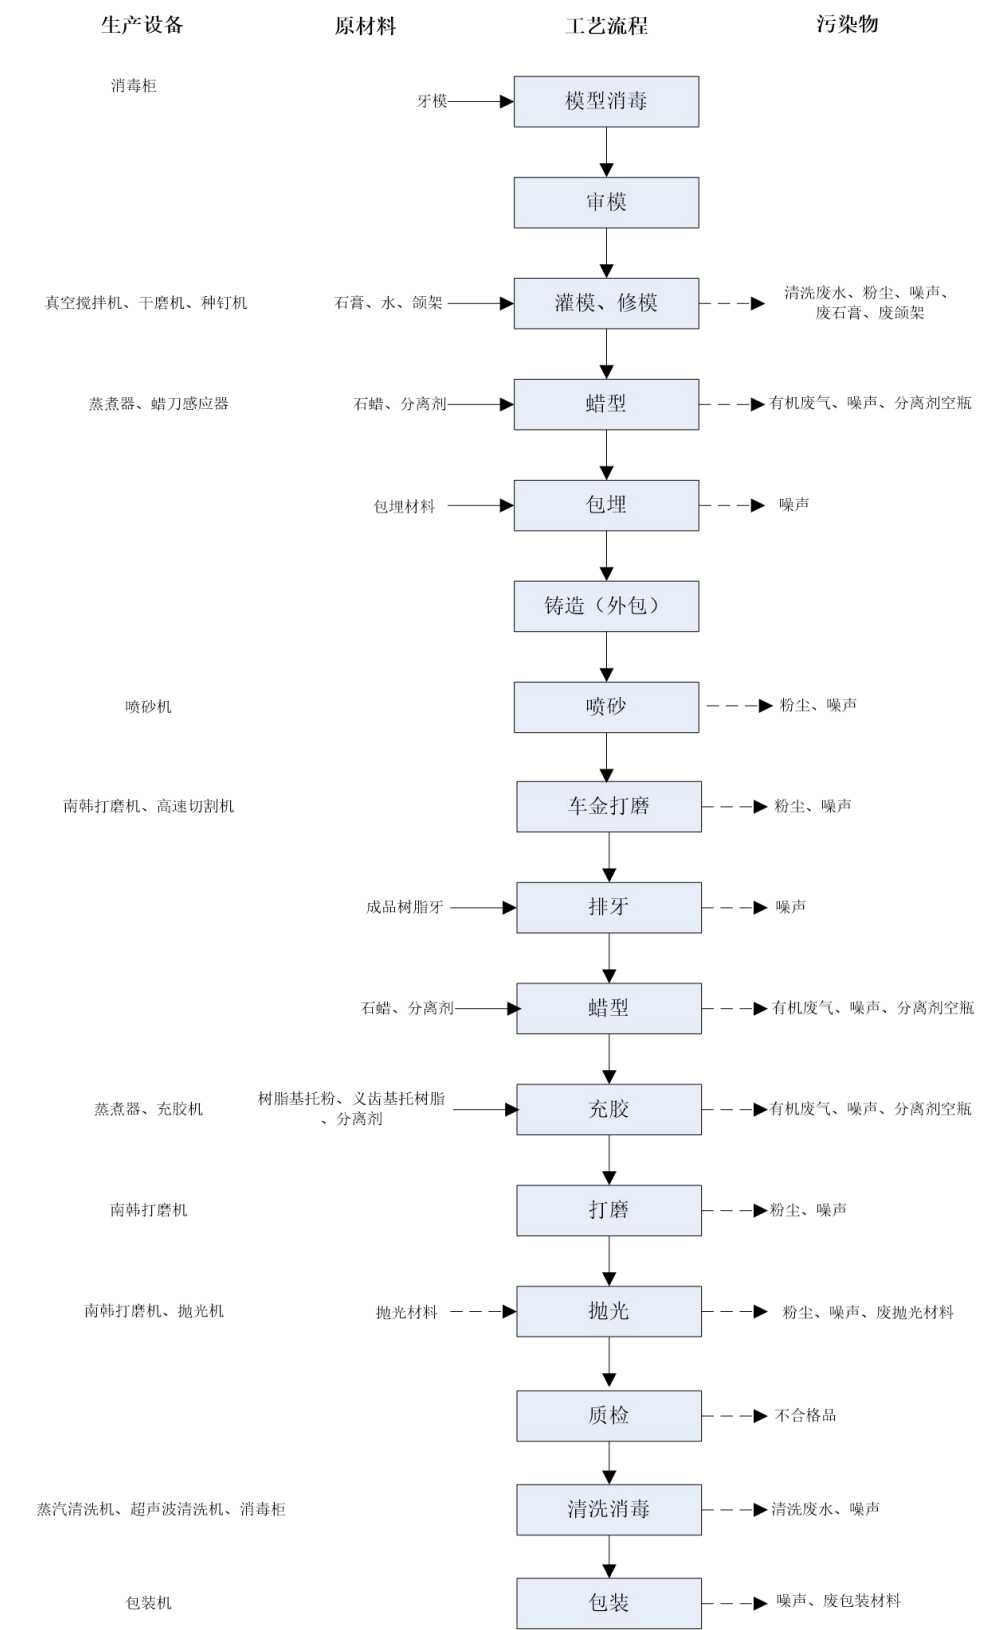 生产设备 原材料 工艺流程 污染物
消毒柜 牙模 模型消毒
审模
真空搅拌机、干磨机、种钉机 石膏、水、颌架 灌模、修模 清洗废水、粉尘、噪声、
废石膏、废颌架
蒸煮器、蜡刀感应器 石蜡、分离剂 蜡型 有机废气、噪声、分离剂空瓶
包埋材料 包埋 噪声
铸造（外包）
喷砂机 喷砂 粉尘、噪声
南韩打磨机、高速切割机 车金打磨 粉尘、噪声
成品树脂牙 排牙 噪声
石蜡、分离剂 蜡型 有机废气、噪声、分离剂空瓶
蒸煮器、充胶机 树脂基托粉、义齿基托树脂
、分离剂 充胶 有机废气、噪声、分离剂空瓶
南韩打磨机 打磨 粉尘、噪声
南韩打磨机、抛光机 抛光材料 抛光 粉尘、噪声、废抛光材料
质检 不合格品
蒸汽清洗机、超声波清洗机、消毒柜 清洗消毒 清洗废水、噪声
包装机 包装 噪声、废包装材料